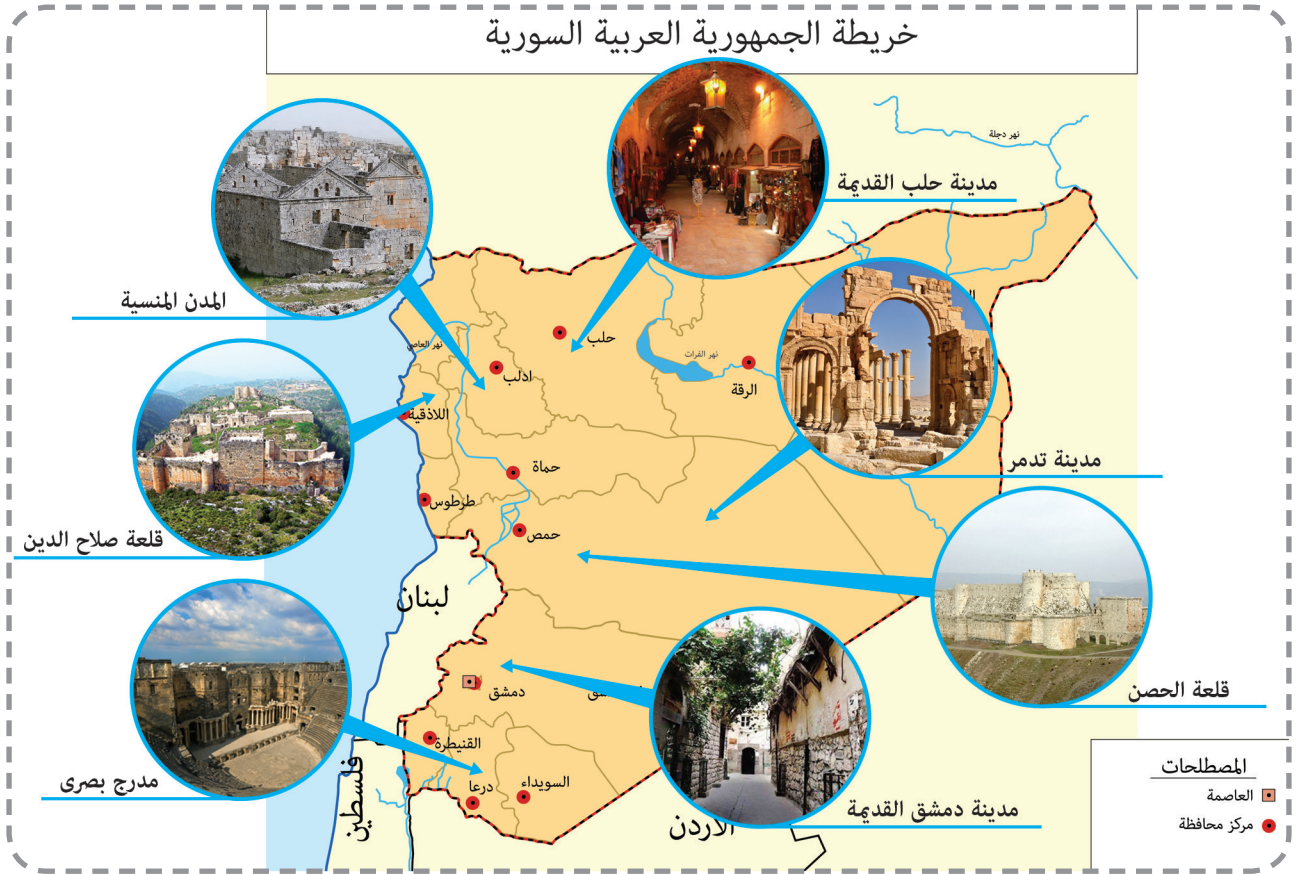 خريطة الجمهورية العربية السورية
نهر دجلة
مدينة حلب القديمة
المدن المنسية
نهر العاصي
حلب
نهر الفرات
ادلب
الرقة
اللاذقية
مدينة تدمر
حماة
طرطوس
حمص
قلعة صلاح الدين
لبنان
دمشق
قلعة الحصن
القنيطرة
السويداء
درعا
مدرج بصرى
فلسطين
مدينة دمشق القديمة
الأردن
المصطلحات
العاصمة
مركز محافظة